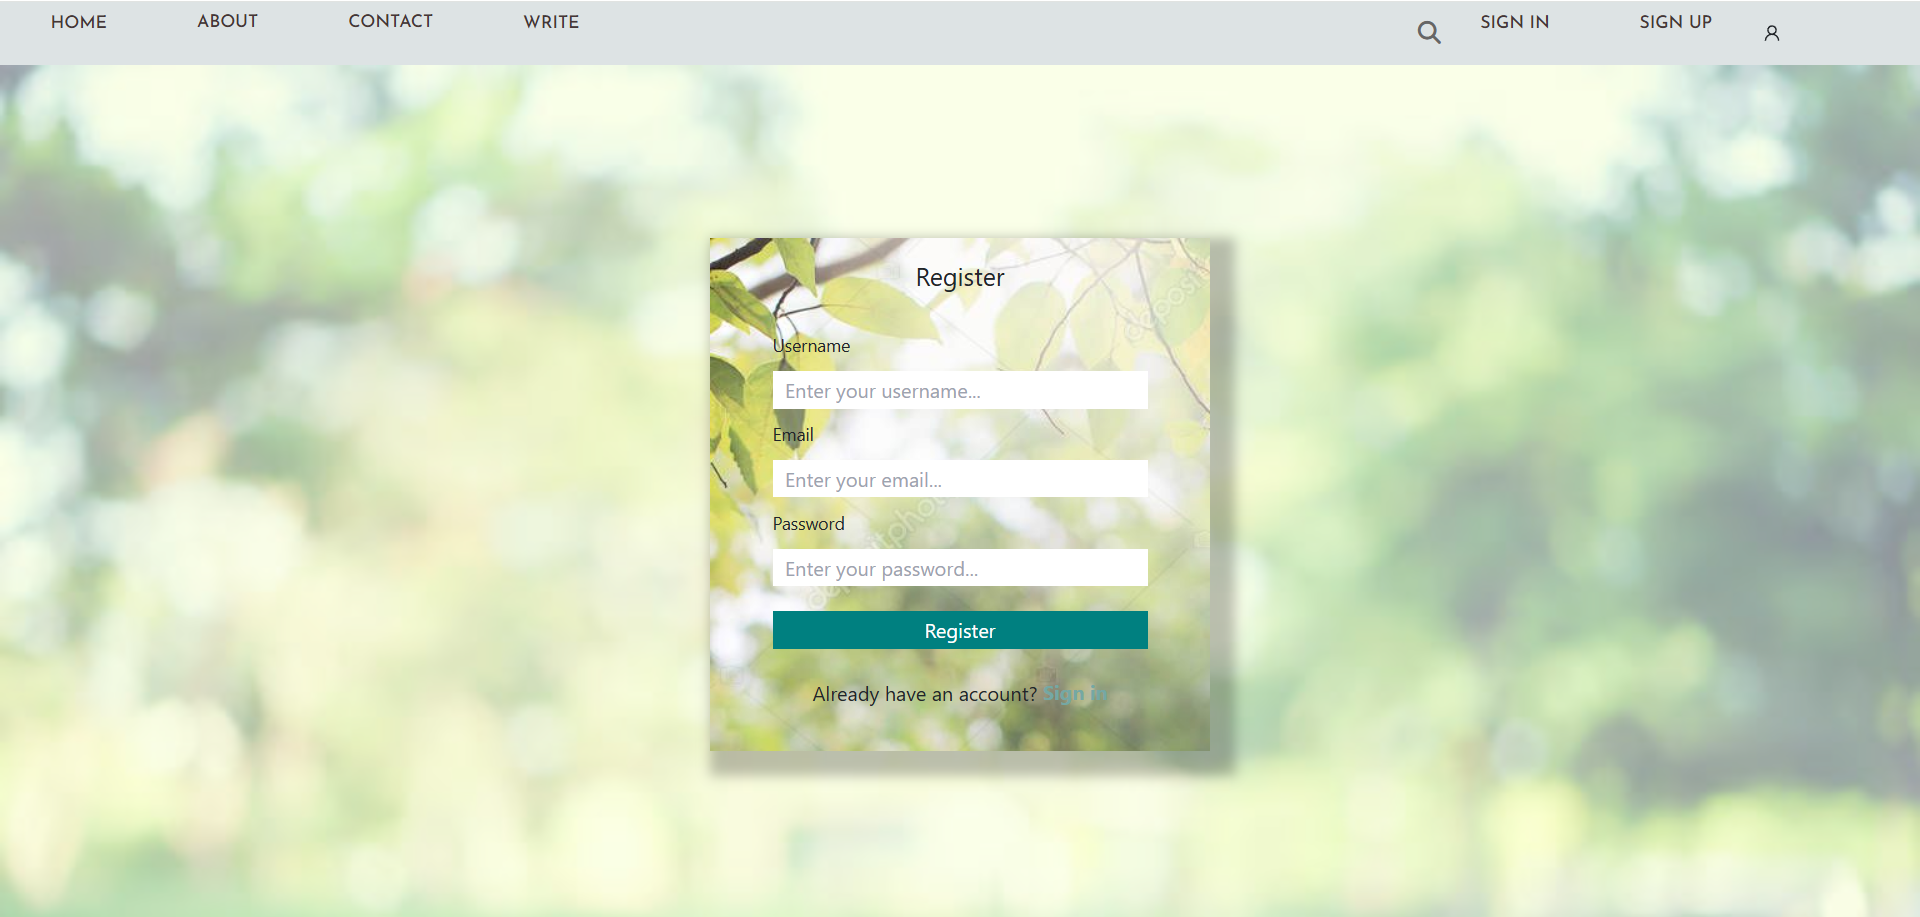 HOME ABOUT CONTACT WRITE SIGN IN SIGN UP
Register
Username
Enter your username...
Email
Enter your email...
Password
Enter your password...
Register
Already have an account? Sign in